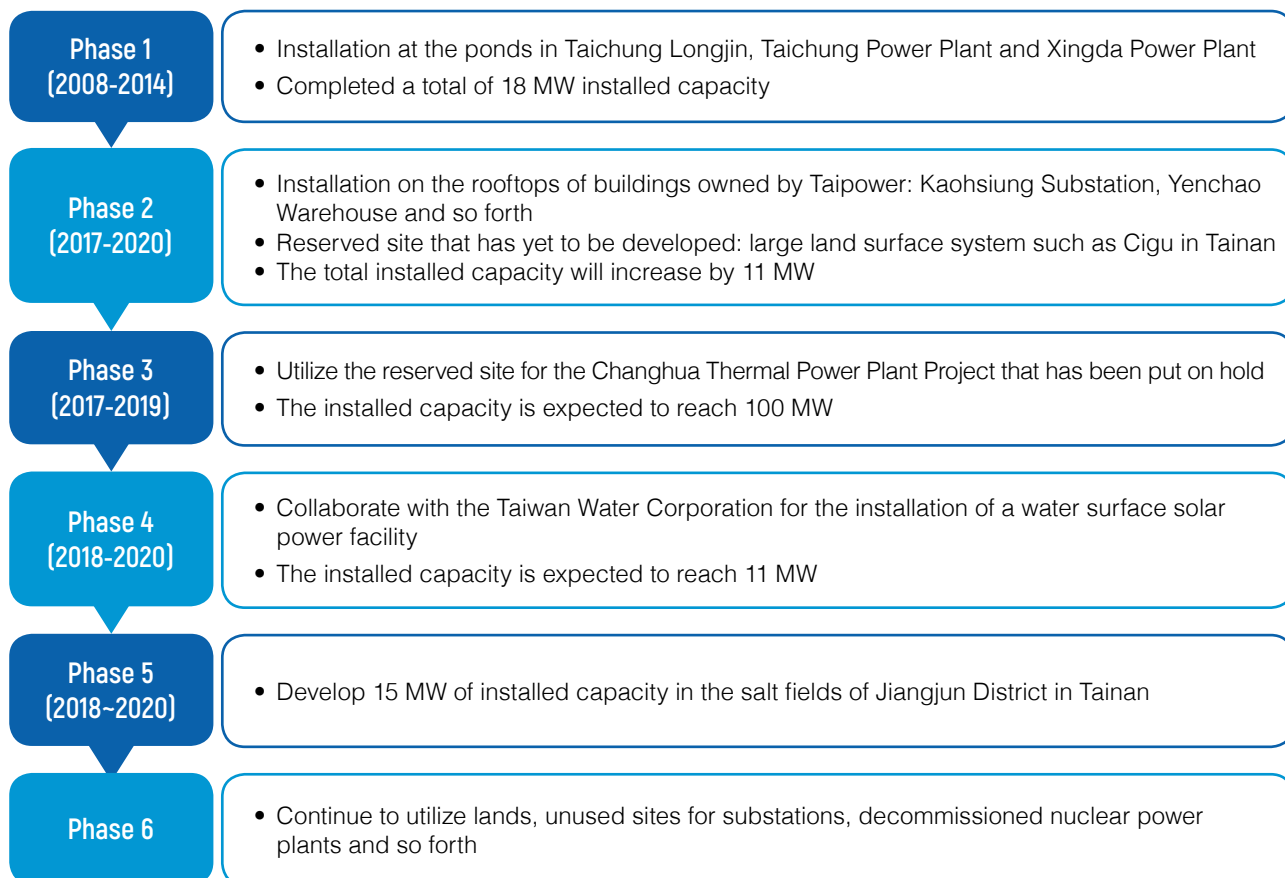 Phase 1
(2008-2014)
• Installation at the ponds in Taichung Longjin, Taichung Power Plant and Xingda Power Plant
• Completed a total of 18 MW installed capacity
Phase 2
(2017-2020)
• Installation on the rooftops of buildings owned by Taipower: Kaohsiung Substation, Yenchao
Warehouse and so forth
• Reserved site that has yet to be developed: large land surface system such as Cigu in Tainan
• The total installed capacity will increase by 11 MW
Phase 3
(2017-2019)
• Utilize the reserved site for the Changhua Thermal Power Plant Project that has been put on hold
• The installed capacity is expected to reach 100 MW
Phase 4
(2018-2020)
• Collaborate with the Taiwan Water Corporation for the installation of a water surface solar
power facility
• The installed capacity is expected to reach 11 MW
Phase 5
(2018~2020)
• Develop 15 MW of installed capacity in the salt fields of Jiangjun District in Tainan
Phase 6
• Continue to utilize lands, unused sites for substations, decommissioned nuclear power
plants and so forth